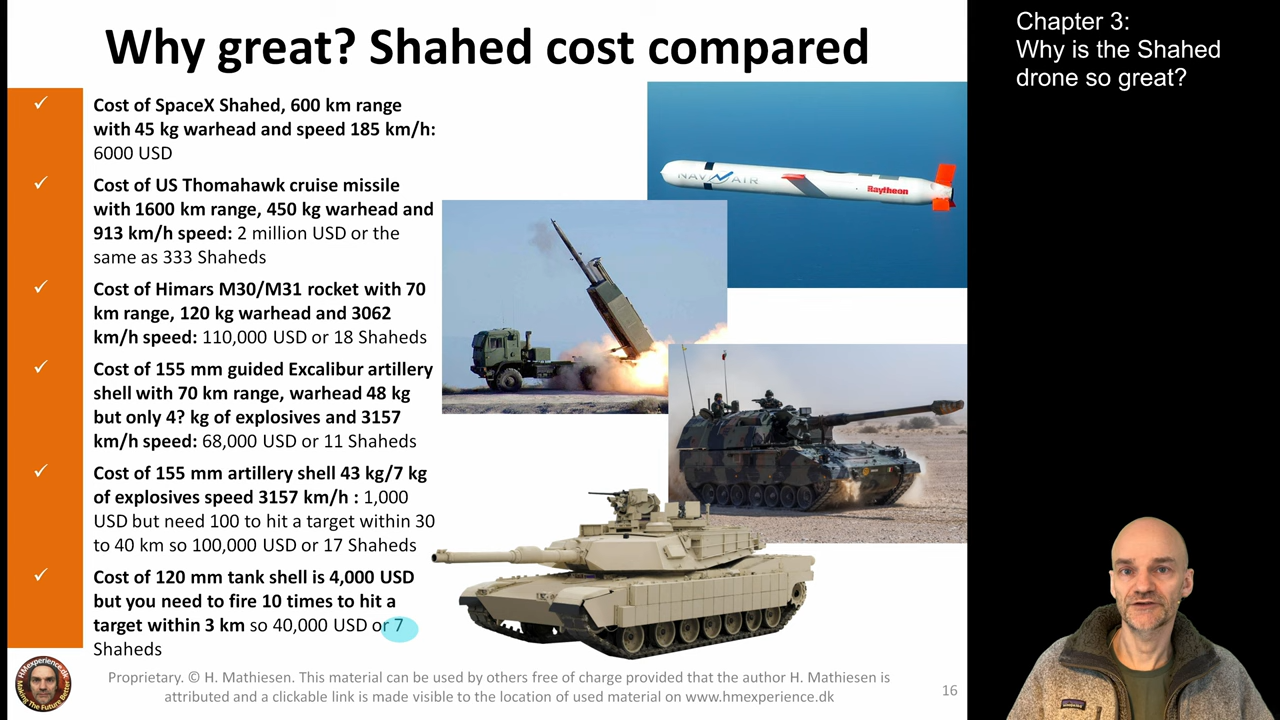 Why great? Shahed cost compared
Chapter 3:
Why is the Shahed
drone so great?
Cost of SpaceX Shahed, 600 km range
with 45 kg warhead and speed 185 km/h:
6000 USD
Cost of US Thomahawk cruise missile
with 1600 km range, 450 kg warhead and
913 km/h speed: 2 million USD or the
same as 333 Shaheds
Cost of Himars M30/M31 rocket with 70
km range, 120 kg warhead and 3062
km/h speed: 110,000 USD or 18 Shaheds
Cost of 155 mm guided Excalibur artillery
shell with 70 km range, warhead 48 kg
but only 4? kg of explosives and 3157
km/h speed: 68,000 USD or 11 Shaheds
Cost of 155 mm artillery shell 43 kg/7 kg
of explosives speed 3157 km/h : 1,000
USD but need 100 to hit a target within 30
to 40 km so 100,000 USD or 17 Shaheds
Cost of 120 mm tank shell is 4,000 USD
but you need to fire 10 times to hit a
target within 3 km so 40,000 USD or 7
Shaheds
NAVAIR
Raytheon
HMexperience.dk
Making The Future Better
Proprietary. © H. Mathiesen. This material can be used by others free of charge provided that the author H. Mathiesen is
attributed and a clickable link is made visible to the location of used material on www.hmexperience.dk
16
patagonia